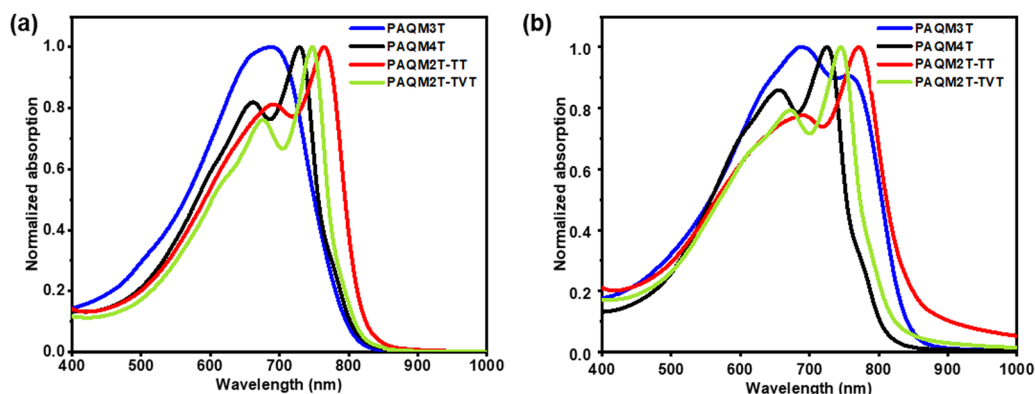 (a)
PAQM3T
PAQM4T
PAQM2T-TT
PAQM2T-TVT
Normalized absorption
1.0
0.8
0.6
0.4
0.2
0.0
400 500 600 700 800 900 1000
Wavelength (nm)
(b)
PAQM3T
PAQM4T
PAQM2T-TT
PAQM2T-TVT
Normalized absorption
1.0
0.8
0.6
0.4
0.2
0.0
400 500 600 700 800 900 1000
Wavelength (nm)